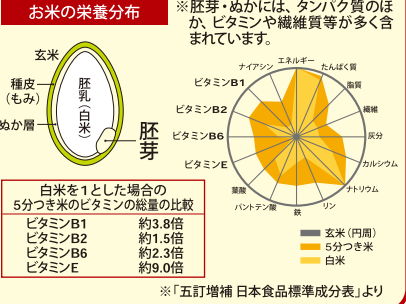 お米の栄養分布
※胚芽・ぬかには、タンパク質のほ
か、ビタミンや繊維質等が多く含
まれています。
玄米
種皮
(もみ)
ぬか層
胚乳(白米)
胚芽
エネルギー
たんぱく質
脂質
繊維
灰分
カルシウム
ナトリウム
リン
鉄
パントテン酸
葉酸
ビタミンE
ビタミンB6
ビタミンB2
ビタミンB1
ナイアシン
白米を1とした場合の
5分つき米のビタミンの総量の比較
ビタミンB1 約3.8倍
ビタミンB2 約1.5倍
ビタミンB6 約2.3倍
ビタミンE 約9.0倍
玄米(円周)
5分つき米
白米
※「五訂増補 日本食品標準成分表」より